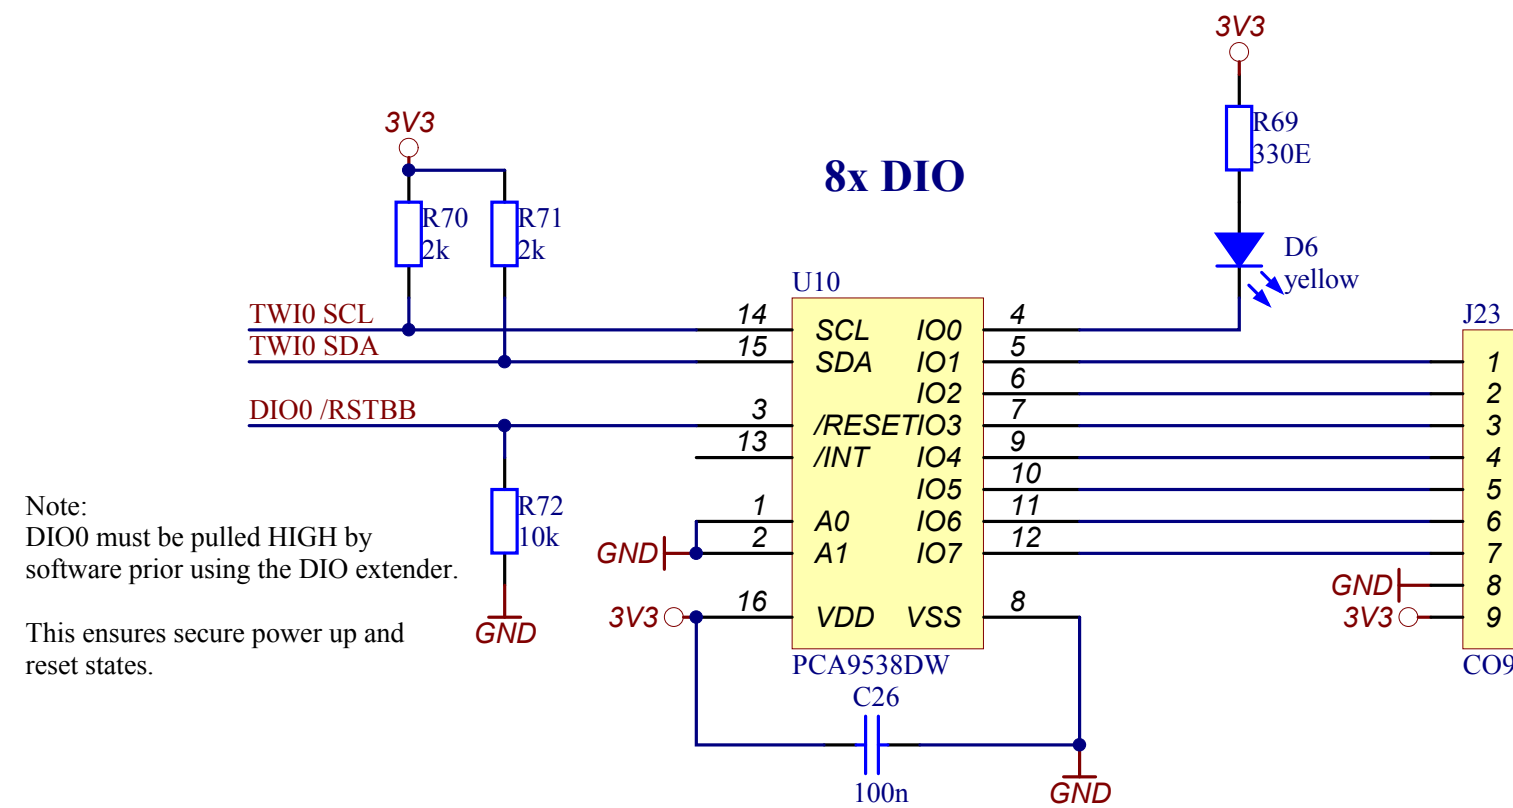 3V3
3V3
R69
330E
8x DIO
R70
2k
R71
2k
D6
yellow
U10
J23
TWI0 SCL
14
SCL
IO0
4
TWI0 SDA
15
SDA
IO1
5
1
IO2
6
2
DIO0 /RSTBB
3
/RESET
IO3
7
3
13
/INT
IO4
9
4
IO5
10
5
Note:
DIO0 must be pulled HIGH by
software prior using the DIO extender.
This ensures secure power up and
reset states.
R72
10k
GND
1
A0
IO6
11
6
GND
2
A1
IO7
12
7
GND
8
3V3
16
VDD
VSS
8
3V3
9
PCA9538DW
CO9
C26
100n
GND